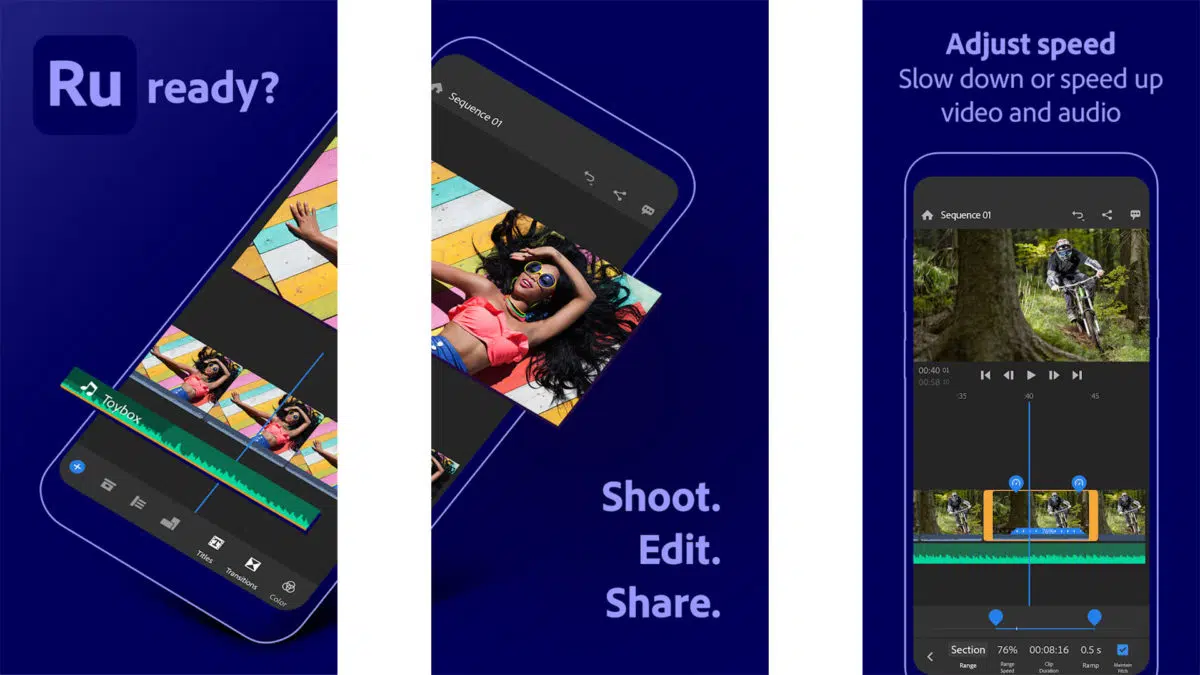 Ru ready?
Toybox
Titles
Transitions
Color
Sequence 01
Shoot.
Edit.
Share.
Adjust speed
Slow down or speed up
video and audio
Sequence 01
00:40 01
00:58 10
:35 :40 :45
76%
Section 76% 00:08:16 0.5 s
Range Range Speed Clip Duration Ramp Maintain Pitch